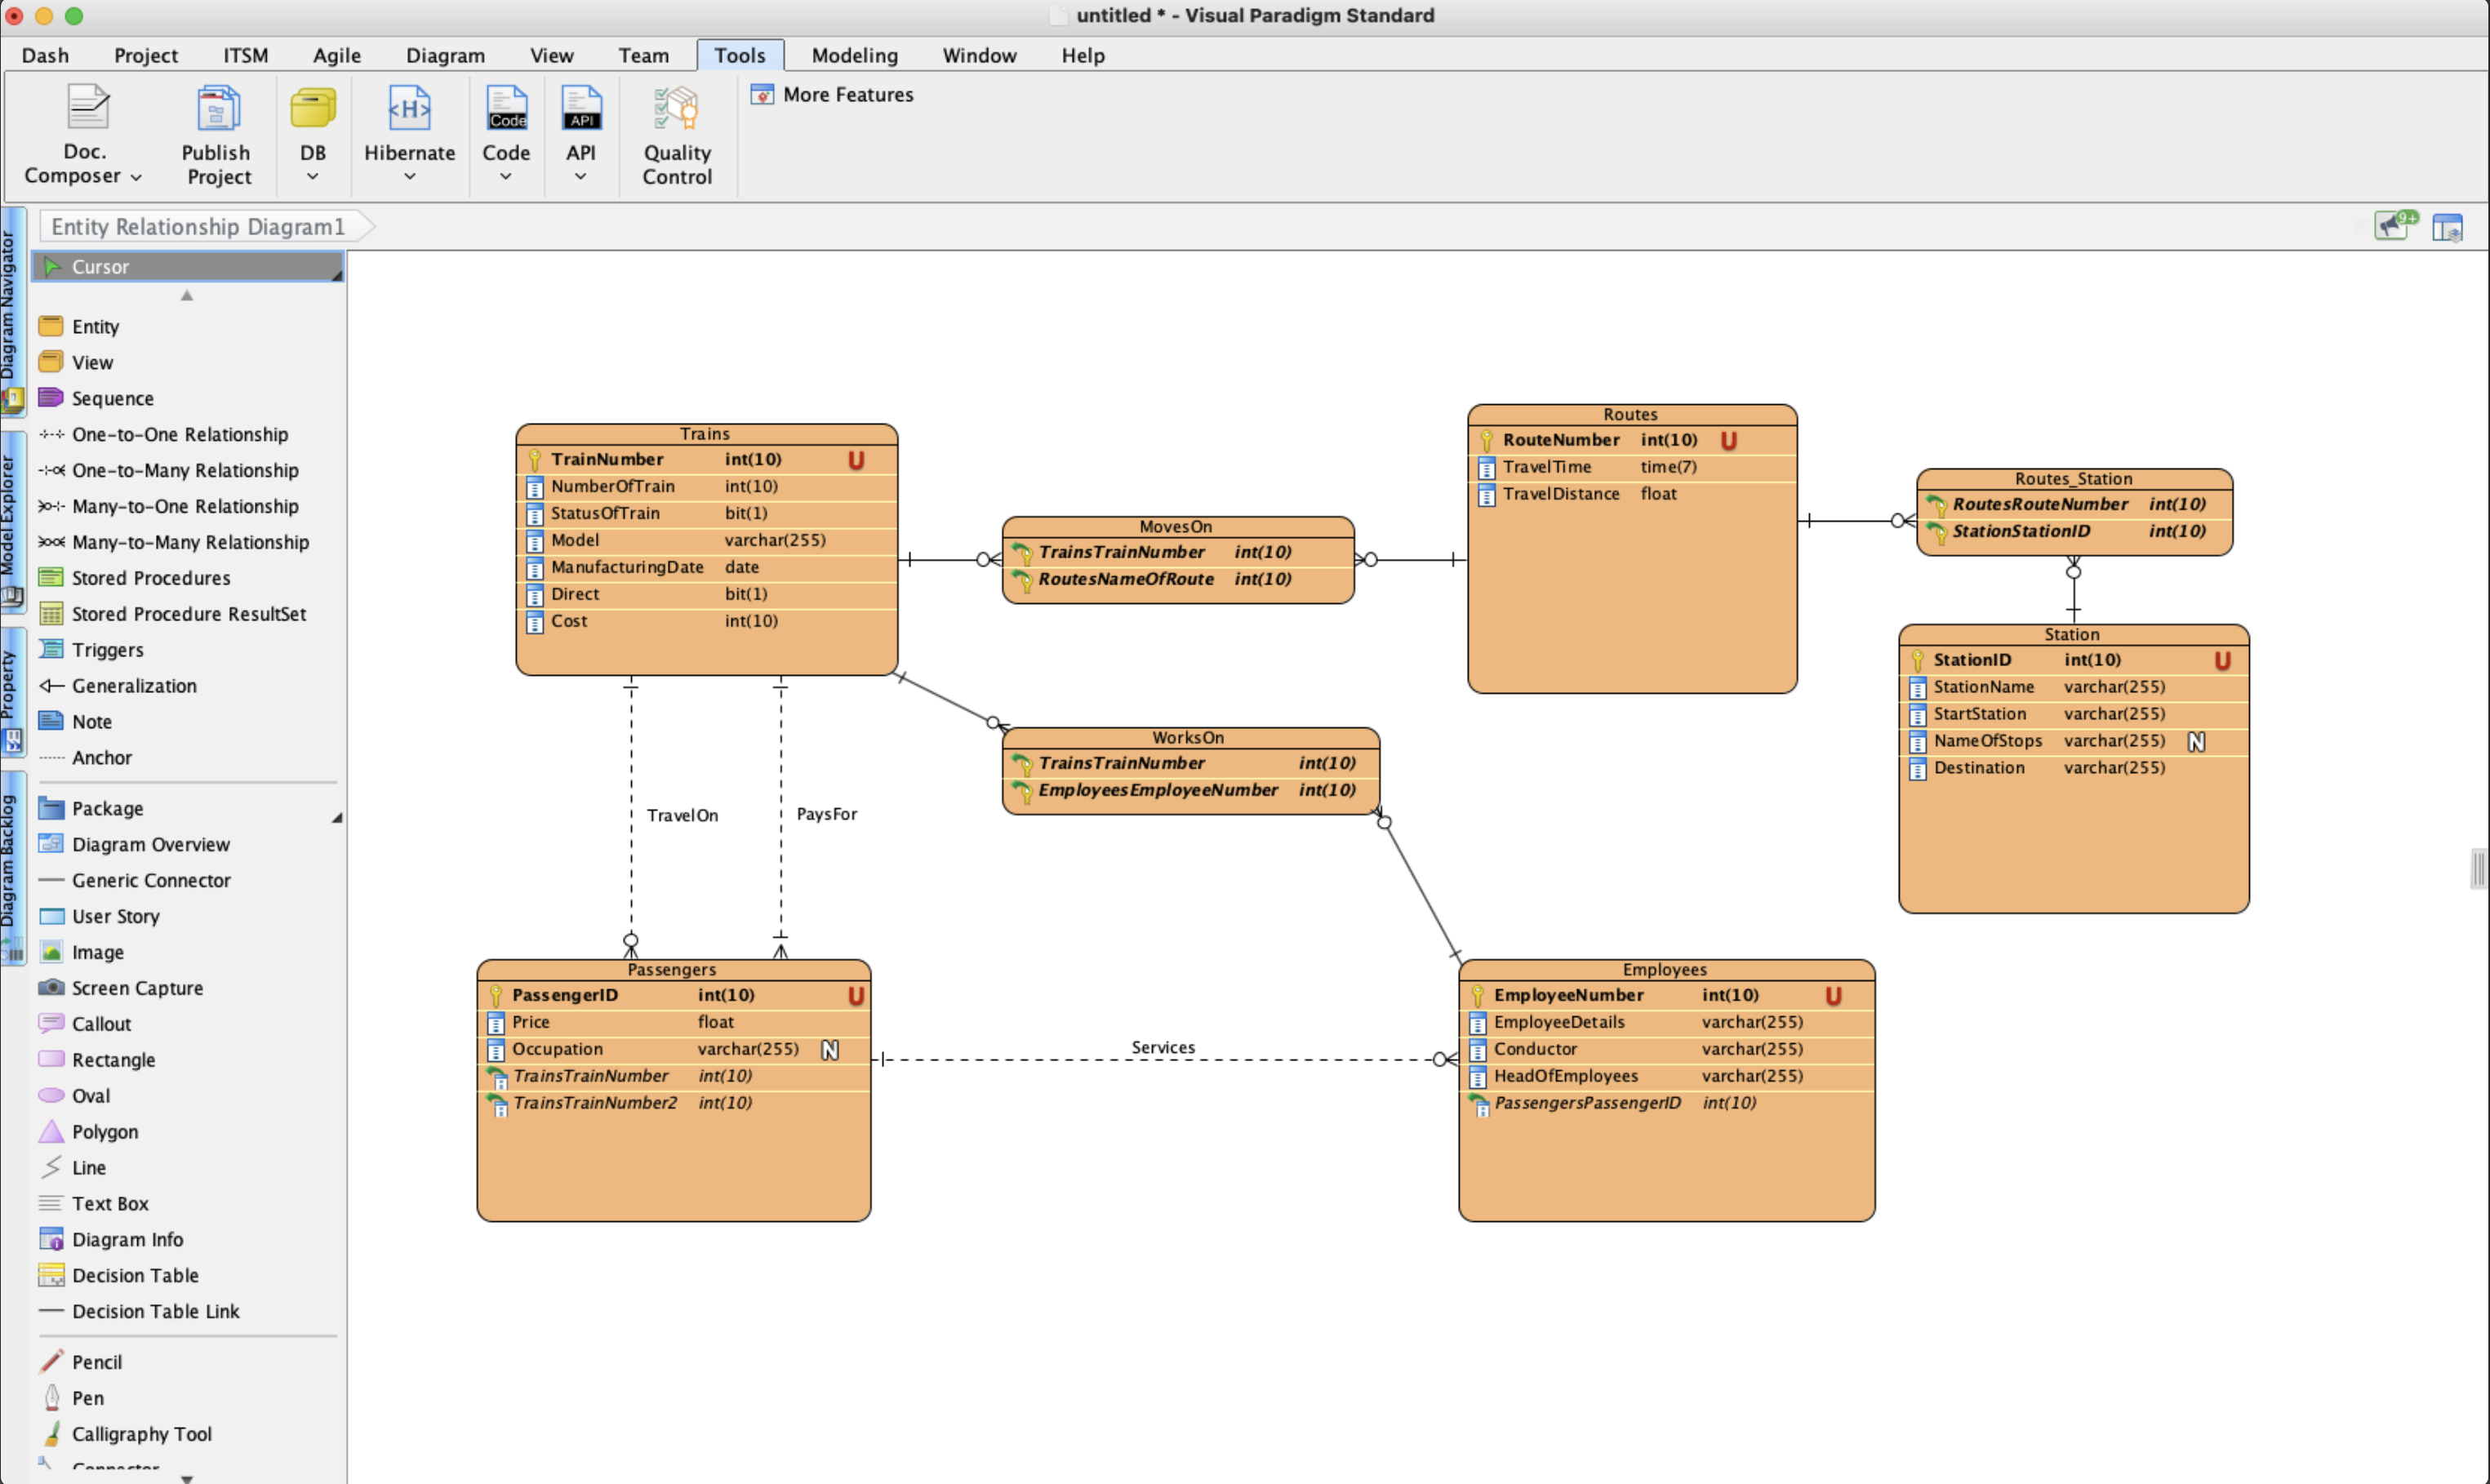 untitled * - Visual Paradigm Standard
Dash Project ITSM Agile Diagram View Team Tools Modeling Window Help
Doc. Composer
Publish Project
DB
Hibernate
Code
Code
API
API
Quality Control
More Features
Entity Relationship Diagram1
9+
Diagram Navigator
Model Explorer
Property
Diagram Backlog
Cursor
Entity
View
Sequence
One-to-One Relationship
One-to-Many Relationship
Many-to-One Relationship
Many-to-Many Relationship
Stored Procedures
Stored Procedure ResultSet
Triggers
Generalization
Note
Anchor
Package
Diagram Overview
Generic Connector
User Story
Image
Screen Capture
Callout
Rectangle
Oval
Polygon
Line
Text Box
Diagram Info
Decision Table
Decision Table Link
Pencil
Pen
Calligraphy Tool
Connector
Trains
TrainNumber int(10) U
NumberOfTrain int(10)
StatusOfTrain bit(1)
Model varchar(255)
ManufacturingDate date
Direct bit(1)
Cost int(10)
MovesOn
TrainsTrainNumber int(10)
RoutesNameOfRoute int(10)
Routes
RouteNumber int(10) U
TravelTime time(7)
TravelDistance float
Routes_Station
RoutesRouteNumber int(10)
StationStationID int(10)
Station
StationID int(10) U
StationName varchar(255)
StartStation varchar(255)
NameOfStops varchar(255) N
Destination varchar(255)
WorksOn
TrainsTrainNumber int(10)
EmployeesEmployeeNumber int(10)
TravelOn
PaysFor
Passengers
PassengerID int(10) U
Price float
Occupation varchar(255) N
TrainsTrainNumber int(10)
TrainsTrainNumber2 int(10)
Services
Employees
EmployeeNumber int(10) U
EmployeeDetails varchar(255)
Conductor varchar(255)
HeadOfEmployees varchar(255)
PassengersPassengerID int(10)